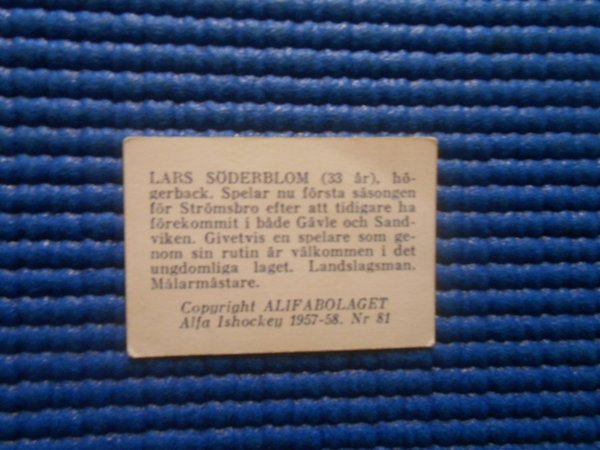 LARS SÖDERBLOM (33 år), hö-
gerback. Spelar nu första säsongen
för Strömsbro efter att tidigare ha
förekommit i både Gävle och Sand-
viken. Givetvis en spelare som ge-
nom sin rutin är välkommen i det
ungdomliga laget. Landslagsman.
Målarmästare.
Copyright ALIFABOLAGET
Alfa Ishockey 1957-58. Nr 81